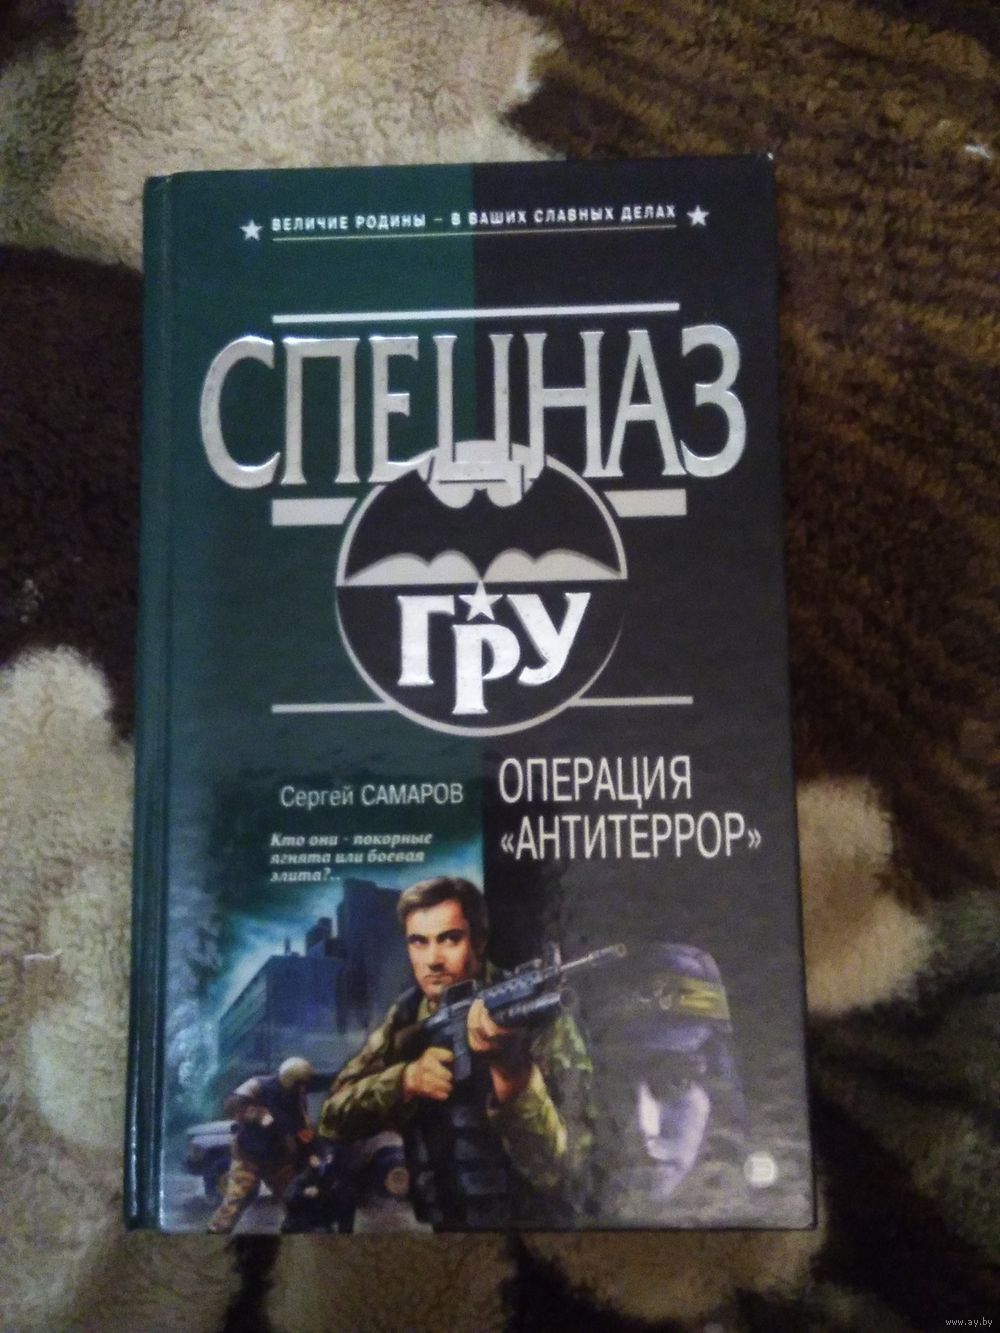 ВЕЛИЧИЕ РОДИНЫ – В ВАШИХ СЛАВНЫХ ДЕЛАХ
СПЕЦНАЗ
ГРУ
Сергей САМАРОВ
ОПЕРАЦИЯ
«АНТИТЕРРОР»
Кто они - покорные
ягнята или боевая
элита?..
www.ay.by